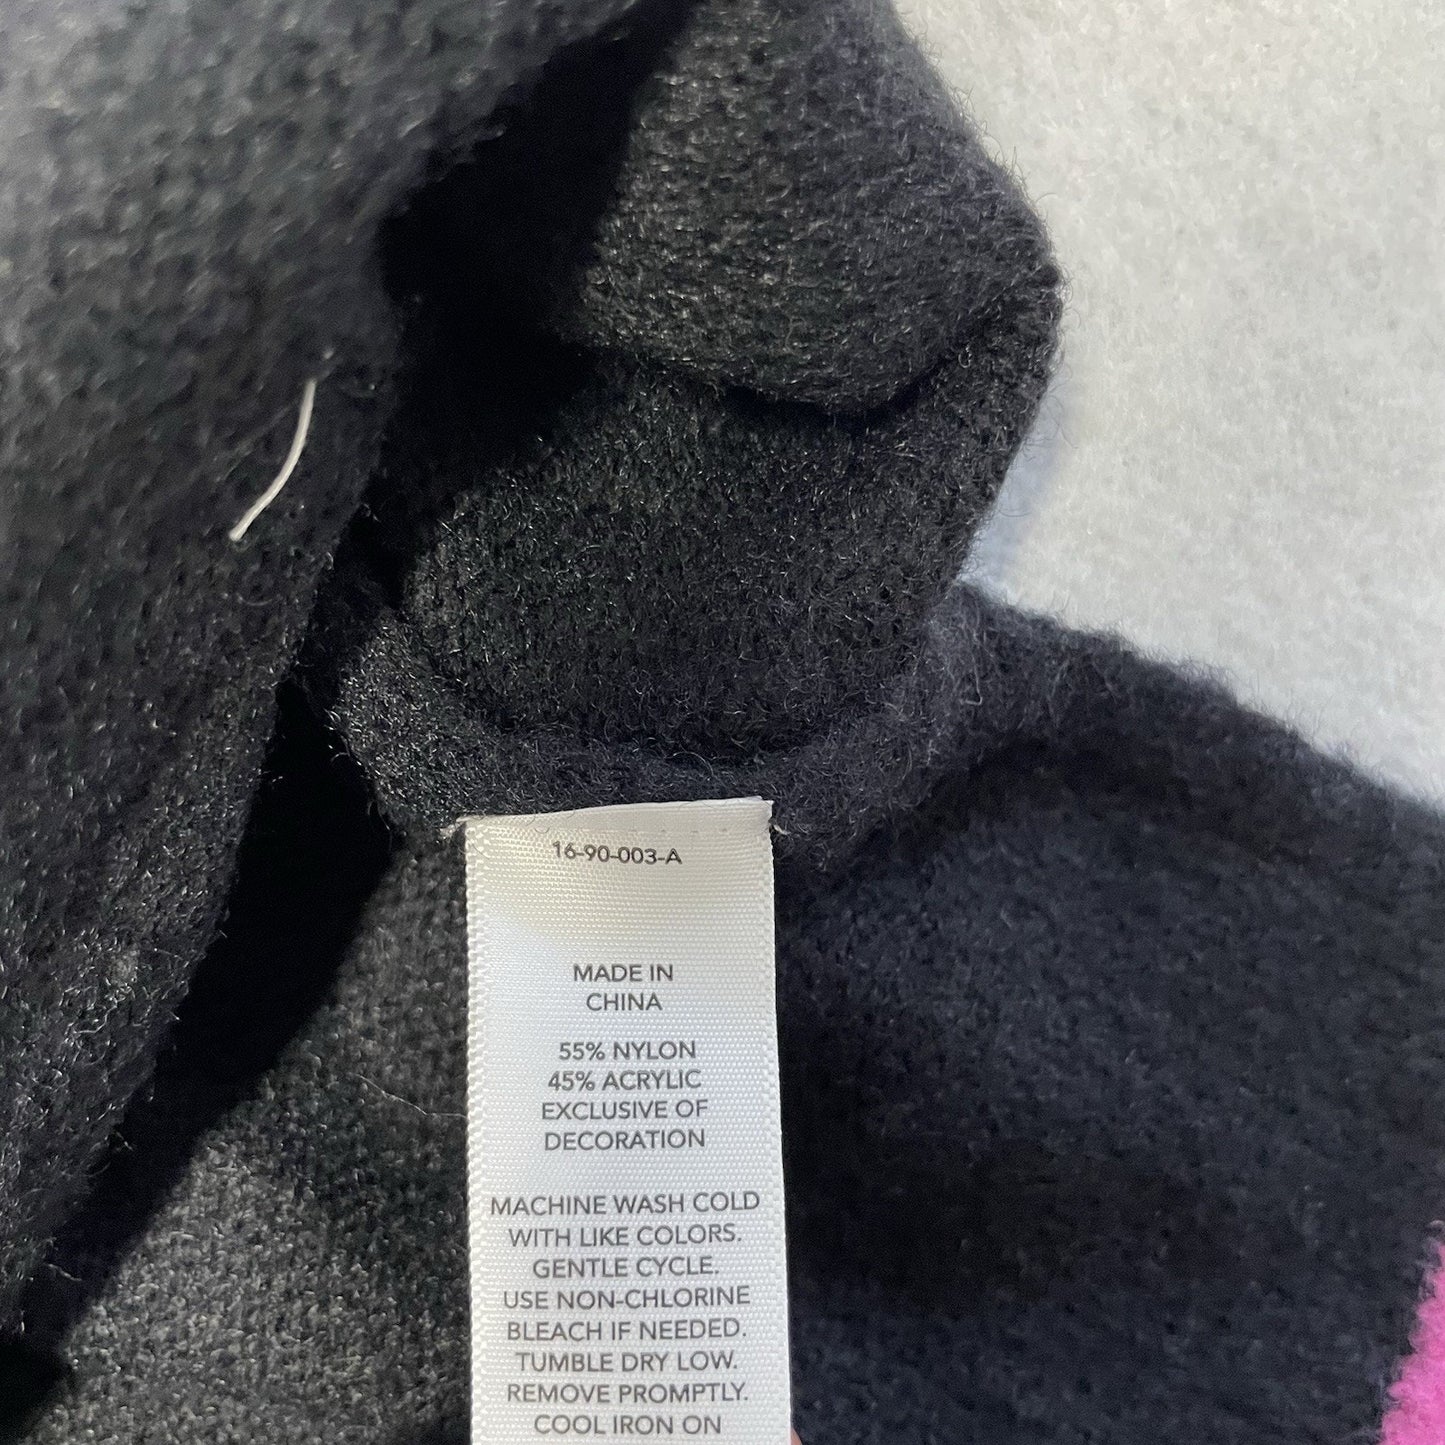 16-90-003-A
MADE IN
CHINA
55% NYLON
45% ACRYLIC
EXCLUSIVE OF
DECORATION
MACHINE WASH COLD
WITH LIKE COLORS.
GENTLE CYCLE.
USE NON-CHLORINE
BLEACH IF NEEDED.
TUMBLE DRY LOW.
REMOVE PROMPTLY.
COOL IRON ON